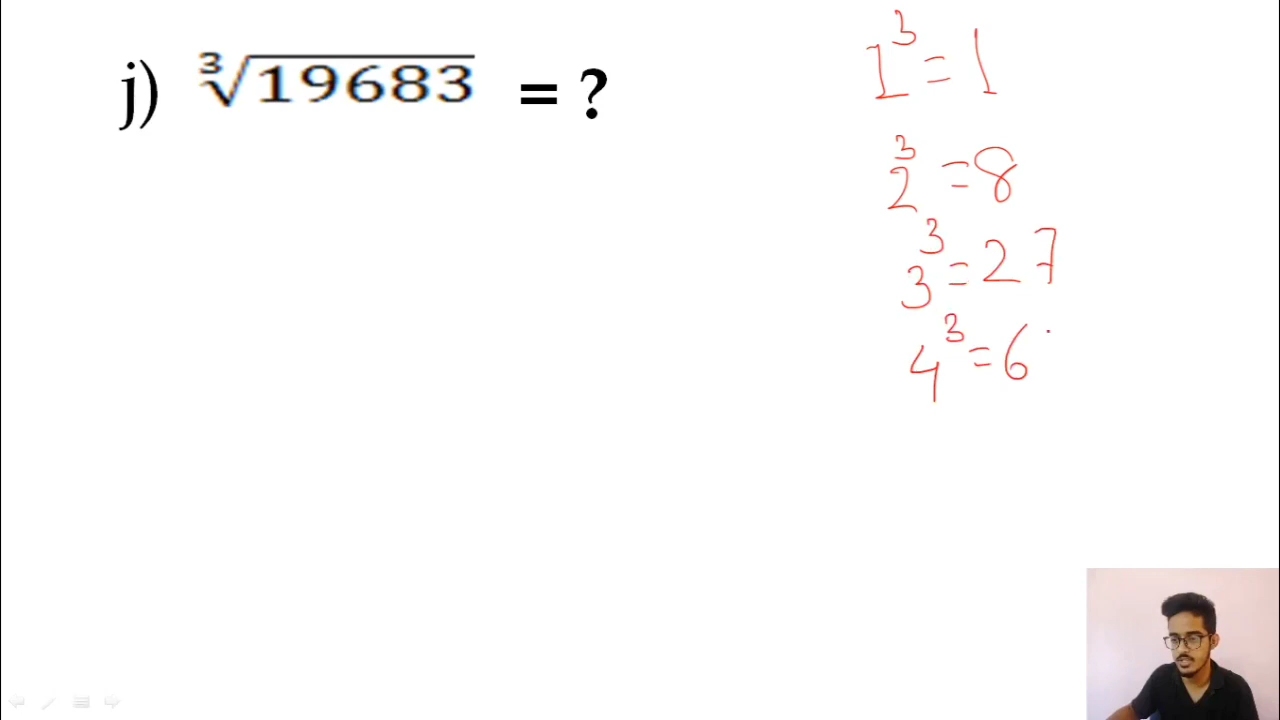 j) ∛19683 = ?
1³ = 1
2³ = 8
3³ = 27
4³ = 6